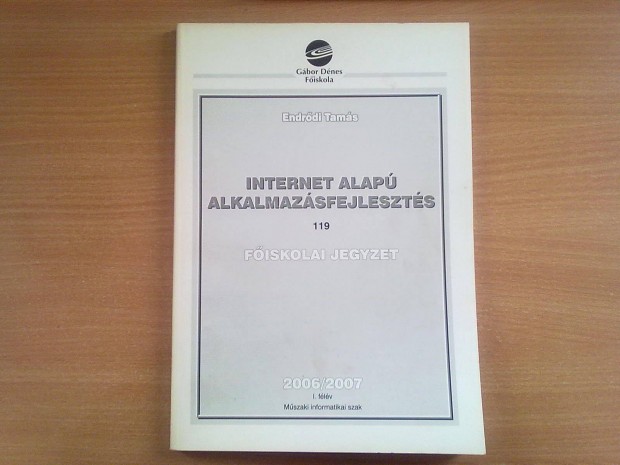 Gábor Dénes
Főiskola
Endrődi Tamás
INTERNET ALAPÚ
ALKALMAZÁSFEJLESZTÉS
119
FŐISKOLAI JEGYZET
2006/2007
I. félév
Műszaki informatikai szak